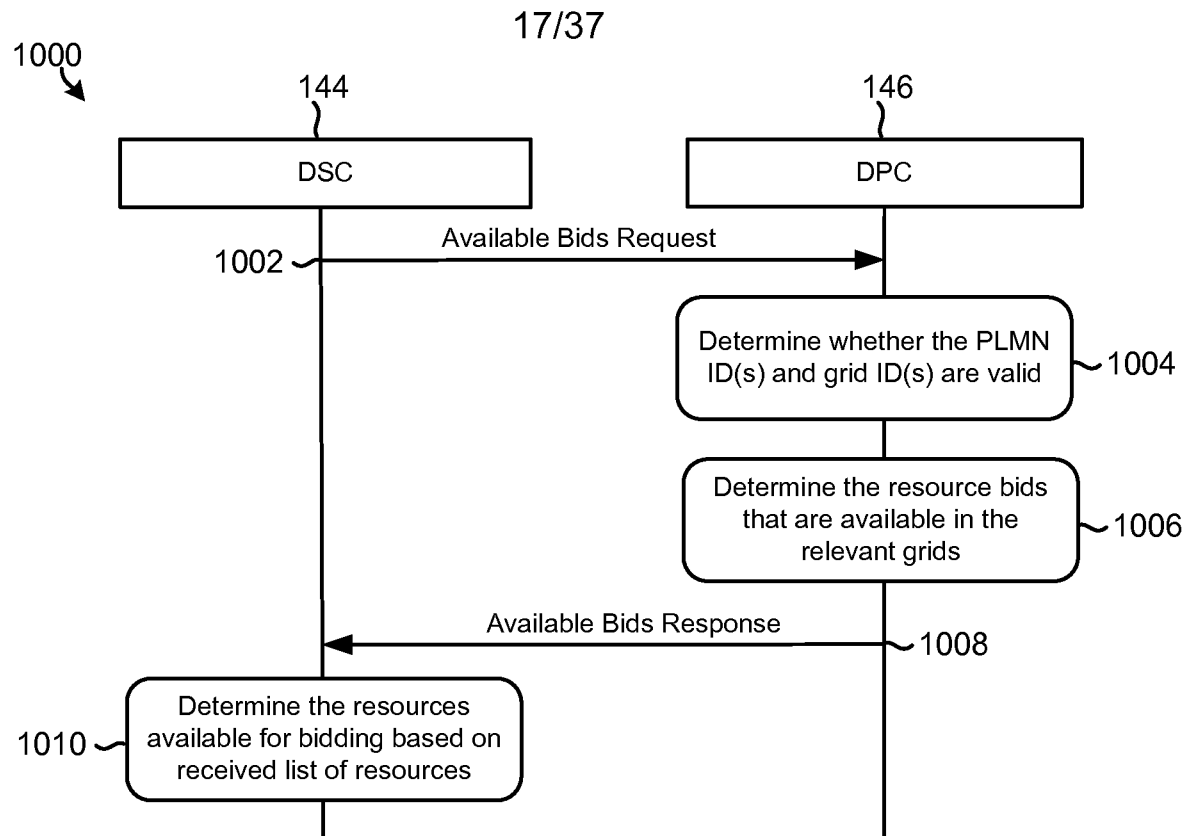 17/37
1000
144
146
DSC
DPC
Available Bids Request
1002
Determine whether the PLMN
ID(s) and grid ID(s) are valid
1004
Determine the resource bids
that are available in the
relevant grids
1006
Available Bids Response
1008
Determine the resources
available for bidding based on
received list of resources
1010